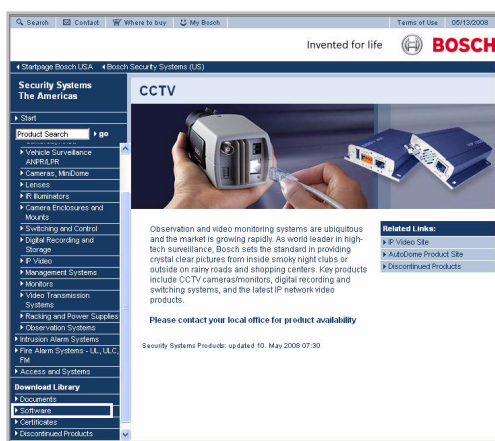 Search Contact Where to buy My Bosch Terms of Use 05/13/2008
Invented for life BOSCH
Startpage Bosch USA Bosch Security Systems (US)
Security Systems
The Americas
Start
Product Search go
Vehicle Surveillance
ANPR/LPR
Cameras, MiniDome
Lenses
IR Illuminators
Camera Enclosures and
Mounts
Switching and Control
Digital Recording and
Storage
IP Video
Management Systems
Monitors
Video Transmission
Systems
Racking and Power Supplies
Observation Systems
Intrusion Alarm Systems
Fire Alarm Systems - UL, ULC,
FM
Access and Systems
Download Library
Documents
Software
Certificates
Discontinued Products
CCTV
Observation and video monitoring systems are ubiquitous
and the market is growing rapidly. As world leader in high-
tech surveillance, Bosch sets the standard in providing
crystal clear pictures from inside smoky night clubs or
outside on rainy roads and shopping centers. Key products
include CCTV cameras/monitors, digital recording and
switching systems, and the latest IP network video
products.
Please contact your local office for product availability
Security Systems Products: updated 10. May 2008 07:30
Related Links:
IP Video Site
AutoDome Product Site
Discontinued Products